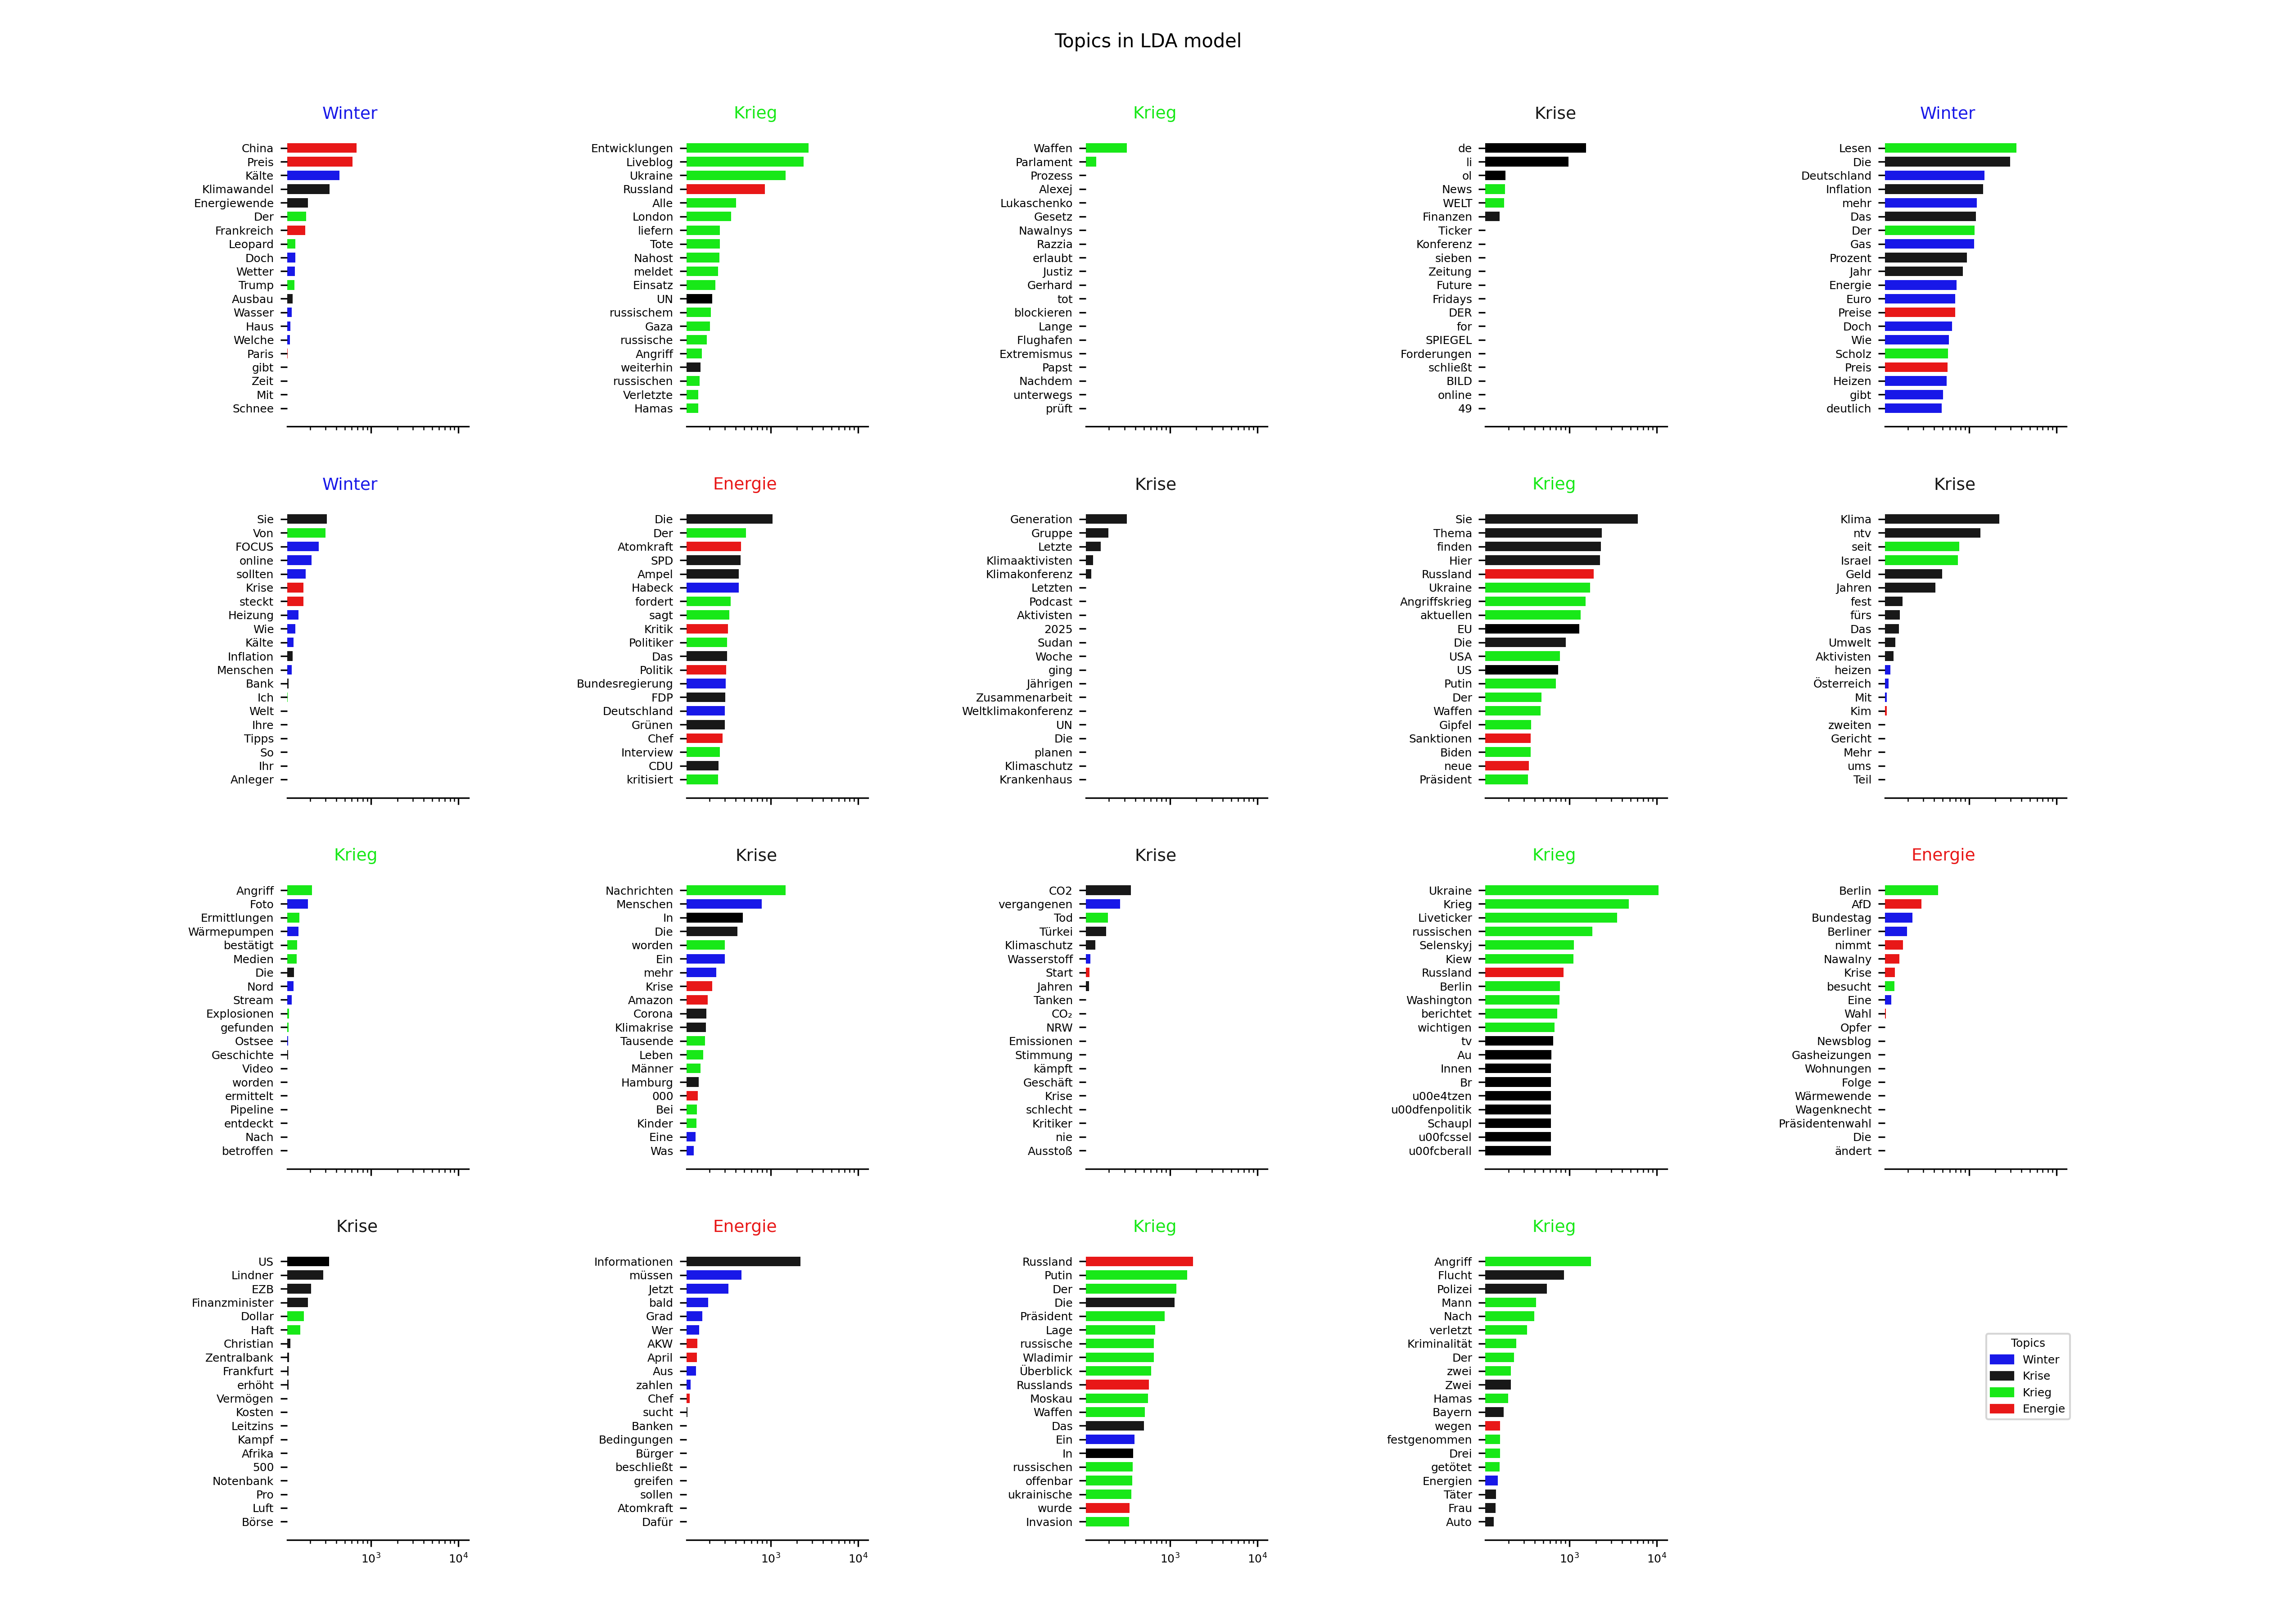 Topics in LDA model
Winter
China
Preis
Kälte
Klimawandel
Energiewende
Der
Frankreich
Leopard
Doch
Wetter
Trump
Ausbau
Wasser
Haus
Welche
Paris
gibt
Zeit
Mit
Schnee
Krieg
Entwicklungen
Liveblog
Ukraine
Russland
Alle
London
liefern
Tote
Nahost
meldet
Einsatz
UN
russischem
Gaza
russische
Angriff
weiterhin
russischen
Verletzte
Hamas
Krieg
Waffen
Parlament
Prozess
Alexej
Lukaschenko
Gesetz
Nawalnys
Razzia
erlaubt
Justiz
Gerhard
tot
blockieren
Lange
Flughafen
Extremismus
Papst
Nachdem
unterwegs
prüft
Krise
de
li
ol
News
WELT
Finanzen
Ticker
Konferenz
sieben
Zeitung
Future
Fridays
DER
for
SPIEGEL
Forderungen
schließt
BILD
online
49
Winter
Lesen
Die
Deutschland
Inflation
mehr
Das
Der
Gas
Prozent
Jahr
Energie
Euro
Preise
Doch
Wie
Scholz
Preis
Heizen
gibt
deutlich
Winter
Sie
Von
FOCUS
online
sollten
Krise
steckt
Heizung
Wie
Kälte
Inflation
Menschen
Bank
Ich
Welt
Ihre
Tipps
So
Ihr
Anleger
Energie
Die
Der
Atomkraft
SPD
Ampel
Habeck
fordert
sagt
Kritik
Politiker
Das
Politik
Bundesregierung
FDP
Deutschland
Grünen
Chef
Interview
CDU
kritisiert
Krise
Generation
Gruppe
Letzte
Klimaaktivisten
Klimakonferenz
Letzten
Podcast
Aktivisten
2025
Sudan
Woche
ging
Jährigen
Zusammenarbeit
Weltklimakonferenz
UN
Die
planen
Klimaschutz
Krankenhaus
Krieg
Sie
Thema
finden
Hier
Russland
Ukraine
Angriffskrieg
aktuellen
EU
Die
USA
US
Putin
Der
Waffen
Gipfel
Sanktionen
Biden
neue
Präsident
Krise
Klima
ntv
seit
Israel
Geld
Jahren
fest
fürs
Das
Umwelt
Aktivisten
heizen
Österreich
Mit
Kim
zweiten
Gericht
Mehr
ums
Teil
Krieg
Angriff
Foto
Ermittlungen
Wärmepumpen
bestätigt
Medien
Die
Nord
Stream
Explosionen
gefunden
Ostsee
Geschichte
Video
worden
ermittelt
Pipeline
entdeckt
Nach
betroffen
Krise
Nachrichten
Menschen
In
Die
worden
Ein
mehr
Krise
Amazon
Corona
Klimakrise
Tausende
Leben
Männer
Hamburg
000
Bei
Kinder
Eine
Was
Krise
CO2
vergangenen
Tod
Türkei
Klimaschutz
Wasserstoff
Start
Jahren
Tanken
CO₂
NRW
Emissionen
Stimmung
kämpft
Geschäft
Krise
schlecht
Kritiker
nie
Ausstoß
Krieg
Ukraine
Krieg
Liveticker
russischen
Selenskyj
Kiew
Russland
Berlin
Washington
berichtet
wichtigen
tv
Au
Innen
Br
u00e4tzen
u00dfenpolitik
Schaupl
u00fcssel
u00fcberall
Energie
Berlin
AfD
Bundestag
Berliner
nimmt
Nawalny
Krise
besucht
Eine
Wahl
Opfer
Newsblog
Gasheizungen
Wohnungen
Folge
Wärmewende
Wagenknecht
Präsidentenwahl
Die
ändert
Krise
US
Lindner
EZB
Finanzminister
Dollar
Haft
Christian
Zentralbank
Frankfurt
erhöht
Vermögen
Kosten
Leitzins
Kampf
Afrika
500
Notenbank
Pro
Luft
Börse
10³ 10⁴
Energie
Informationen
müssen
Jetzt
bald
Grad
Wer
AKW
April
Aus
zahlen
Chef
sucht
Banken
Bedingungen
Bürger
beschließt
greifen
sollen
Atomkraft
Dafür
10³ 10⁴
Krieg
Russland
Putin
Der
Die
Präsident
Lage
russische
Wladimir
Überblick
Russlands
Moskau
Waffen
Das
Ein
In
russischen
offenbar
ukrainische
wurde
Invasion
10³ 10⁴
Krieg
Angriff
Flucht
Polizei
Mann
Nach
verletzt
Kriminalität
Der
zwei
Zwei
Hamas
Bayern
wegen
festgenommen
Drei
getötet
Energien
Täter
Frau
Auto
10³ 10⁴
Topics
Winter
Krise
Krieg
Energie